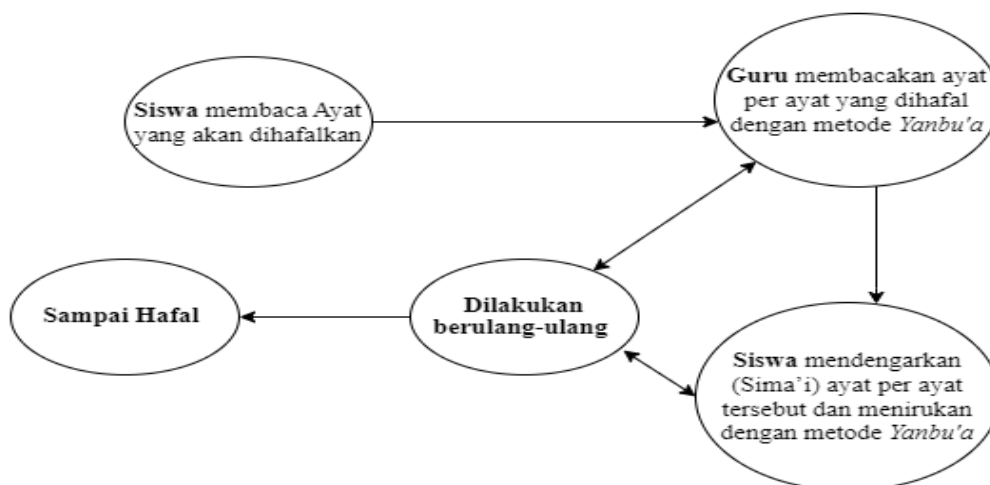 Siswa membaca Ayat
yang akan dihafalkan
Guru membacakan ayat
per ayat yang dihafal
dengan metode Yanbu'a
Sampai Hafal
Dilakukan
berulang-ulang
Siswa mendengarkan
(Sima’i) ayat per ayat
tersebut dan menirukan
dengan metode Yanbu'a